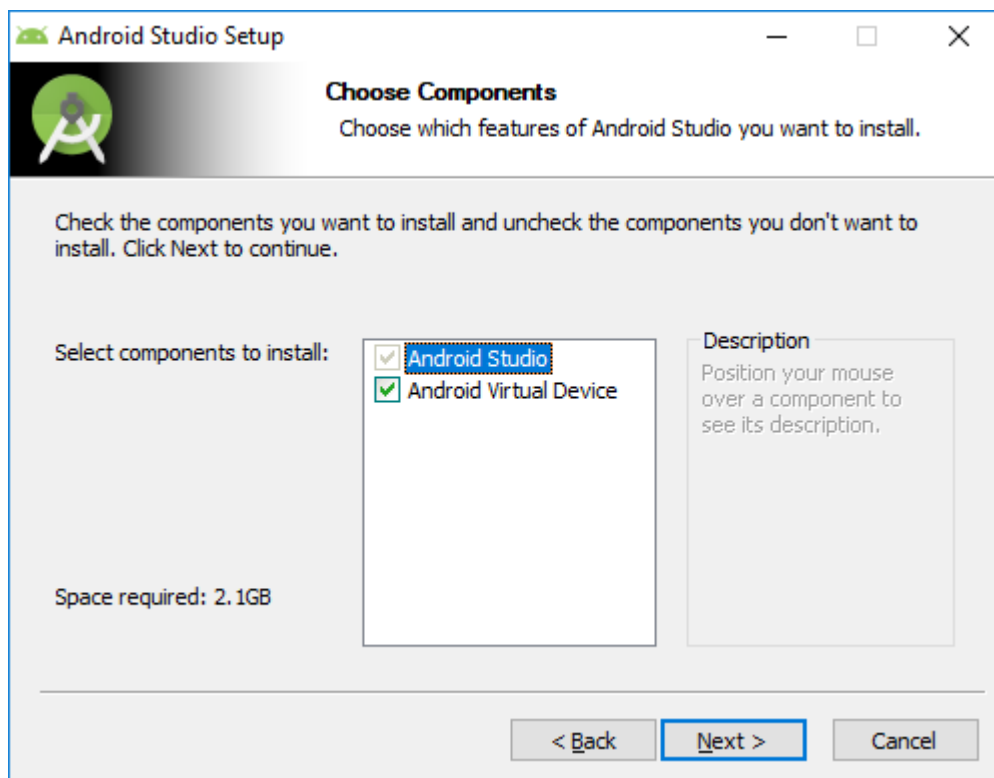 Android Studio Setup
Choose Components
Choose which features of Android Studio you want to install.
Check the components you want to install and uncheck the components you don't want to
install. Click Next to continue.
Select components to install:
Android Studio
Android Virtual Device
Description
Position your mouse
over a component to
see its description.
Space required: 2.1GB
< Back
Next >
Cancel